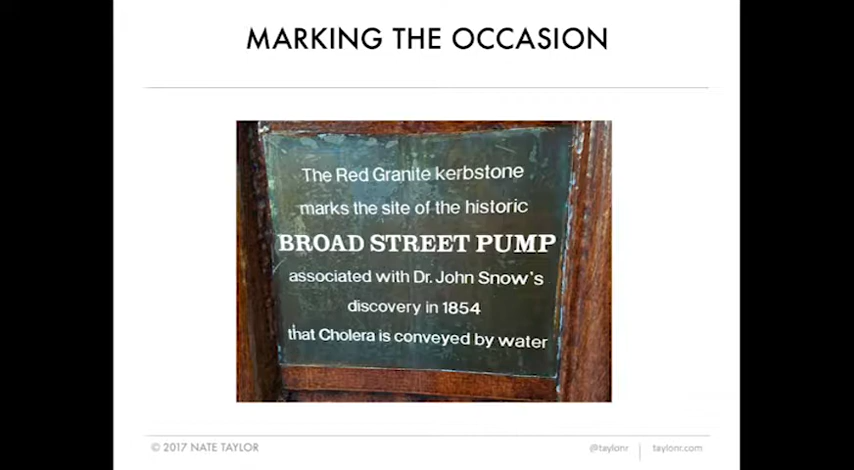 MARKING THE OCCASION
The Red Granite kerbstone
marks the site of the historic
BROAD STREET PUMP
associated with Dr. John Snow's
discovery in 1854
that Cholera is conveyed by water
© 2017 NATE TAYLOR
@taylonr
taylonr.com